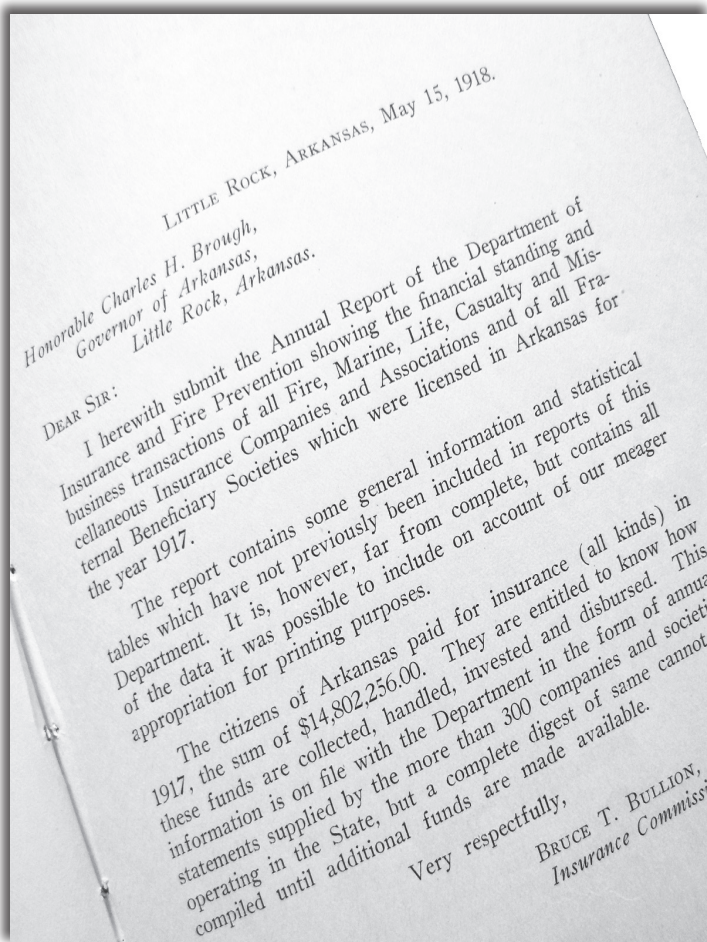 LITTLE ROCK, ARKANSAS, May 15, 1918.
Honorable Charles H. Brough,
Governor of Arkansas,
Little Rock, Arkansas.
DEAR SIR:
I herewith submit the Annual Report of the Department of
Insurance and Fire Prevention showing the financial standing and
business transactions of all Fire, Marine, Life, Casualty and Mis-
cellaneous Insurance Companies and Associations and of all Fra-
ternal Beneficiary Societies which were licensed in Arkansas for
the year 1917.
The report contains some general information and statistical
tables which have not previously been included in reports of this
Department. It is, however, far from complete, but contains all
of the data it was possible to include on account of our meager
appropriation for printing purposes.
The citizens of Arkansas paid for insurance (all kinds) in
1917, the sum of $14,802,256.00. They are entitled to know how
these funds are collected, handled, invested and disbursed. This
information is on file with the Department in the form of annua
statements supplied by the more than 300 companies and societi
operating in the State, but a complete digest of same cannot
compiled until additional funds are made available.
Very respectfully,
BRUCE T. BULLION,
Insurance Commissi